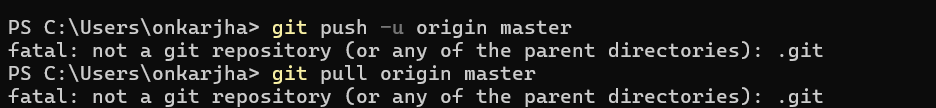 PS C:\Users\onkarjha> git push -u origin master
fatal: not a git repository (or any of the parent directories): .git
PS C:\Users\onkarjha> git pull origin master
fatal: not a git repository (or any of the parent directories): .git